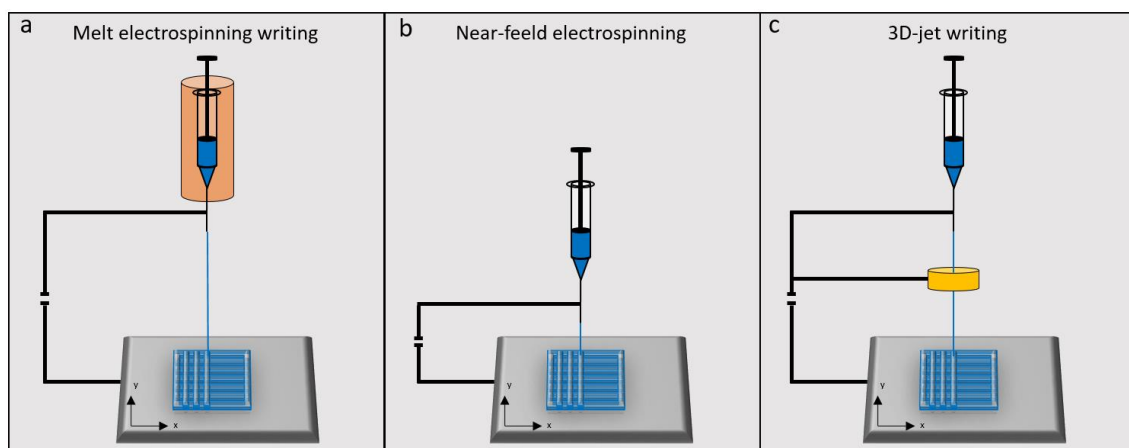 a
Melt electrospinning writing
b
Near-feeld electrospinning
c
3D-jet writing
y
x
y
x
y
x